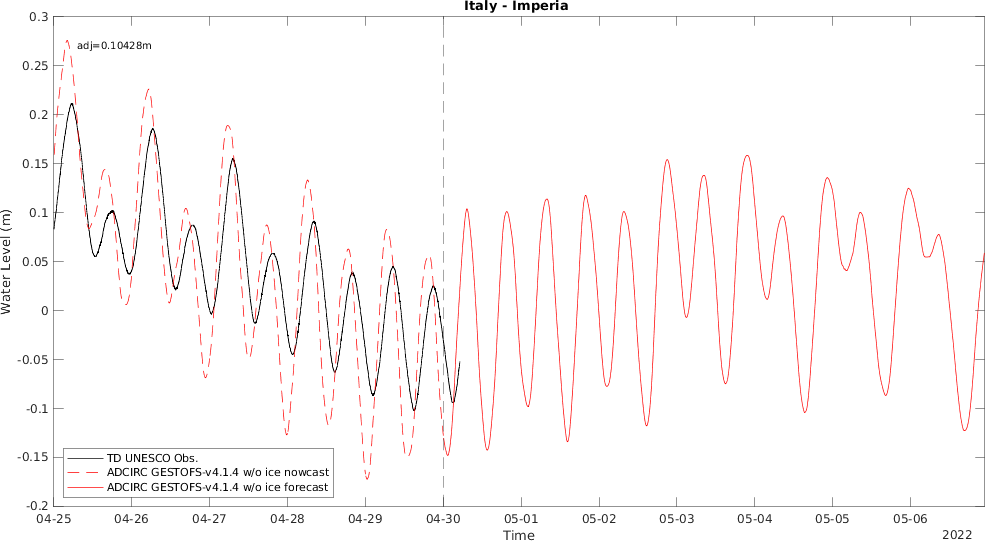 Italy - Imperia
0.3
0.25
0.2
0.15
0.1
0.05
0
-0.05
-0.1
-0.15
-0.2
Water Level (m)
adj=0.10428m
TD UNESCO Obs.
ADCIRC GESTOFS-v4.1.4 w/o ice nowcast
ADCIRC GESTOFS-v4.1.4 w/o ice forecast
04-25 04-26 04-27 04-28 04-29 04-30 05-01 05-02 05-03 05-04 05-05 05-06
Time
2022